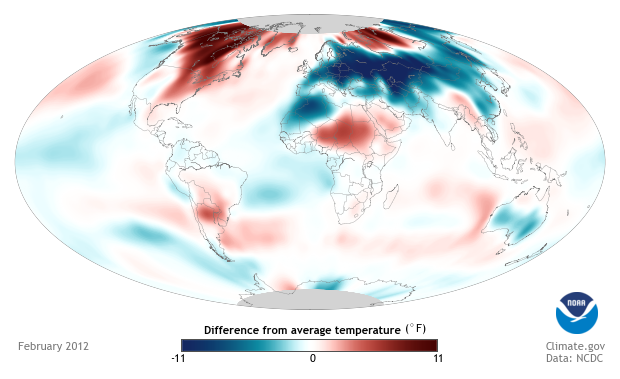 NOAA
Difference from average temperature (°F)
February 2012
-11
0
11
Climate.gov
Data: NCDC